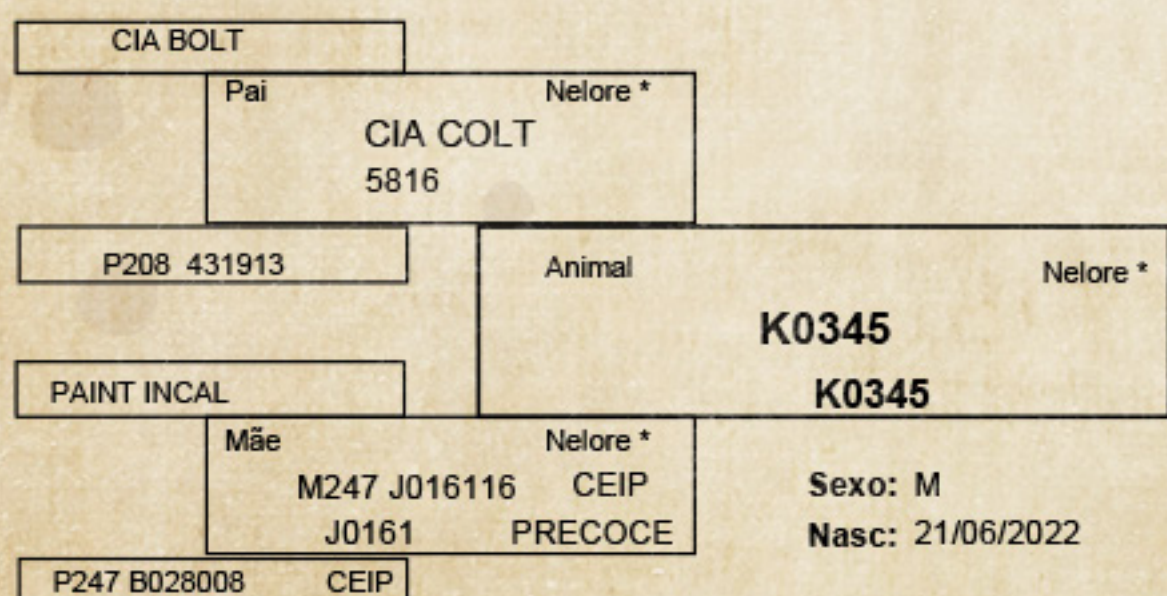 CIA BOLT
Pai Nelore *
CIA COLT
5816
P208 431913
Animal Nelore *
K0345
K0345
PAINT INCAL
Mãe Nelore *
M247 J016116 CEIP
J0161 PRECOCE
Sexo: M
Nasc: 21/06/2022
P247 B028008 CEIP